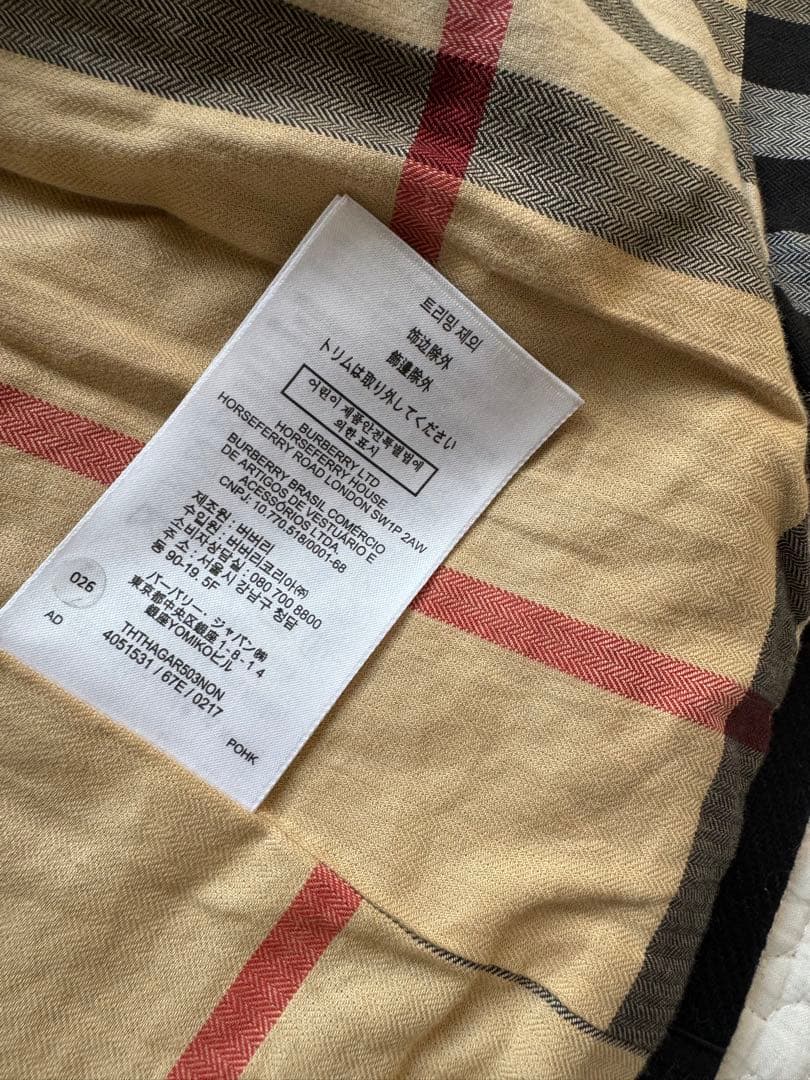 트리밍 제외
饰边除外
飾邊除外
トリムは取り外してください
어린이 제품안전특별법에
의한 표시
BURBERRY LTD
HORSEFERRY HOUSE
HORSEFERRY ROAD LONDON SW1P 2AW
BURBERRY BRASIL COMÉRCIO
DE ARTIGOS DE VESTUÁRIO E
ACESSÓRIOS LTDA.
CNPJ: 10.770.518/0001-68
제조원 : 버버리
수입원 : 버버리코리아㈜
소비자상담실 : 080 700 8800
주 소 : 서울시 강남구 청담
동 90-19. 5F
バーバリー・ジャパン㈱
東京都中央区銀座 1-8-14
銀座YOMIKOビル
THTHAGAR503NON
4051531 / 67E / 0217
026
AD
POHK